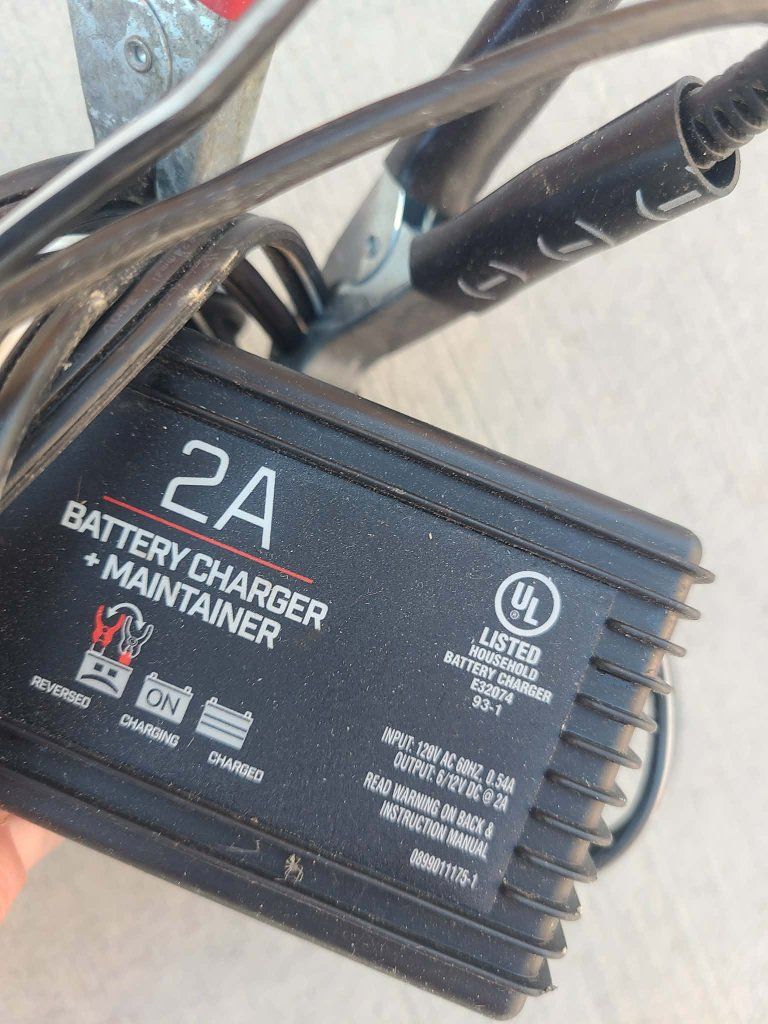 2A
BATTERY CHARGER
+ MAINTAINER
REVERSED
ON
CHARGING
CHARGED
UL
®
LISTED
HOUSEHOLD
BATTERY CHARGER
E32074
93-1
INPUT: 120V AC 60HZ, 0.54A
OUTPUT: 6/12V DC @ 2A
READ WARNING ON BACK &
INSTRUCTION MANUAL
0899011175-1